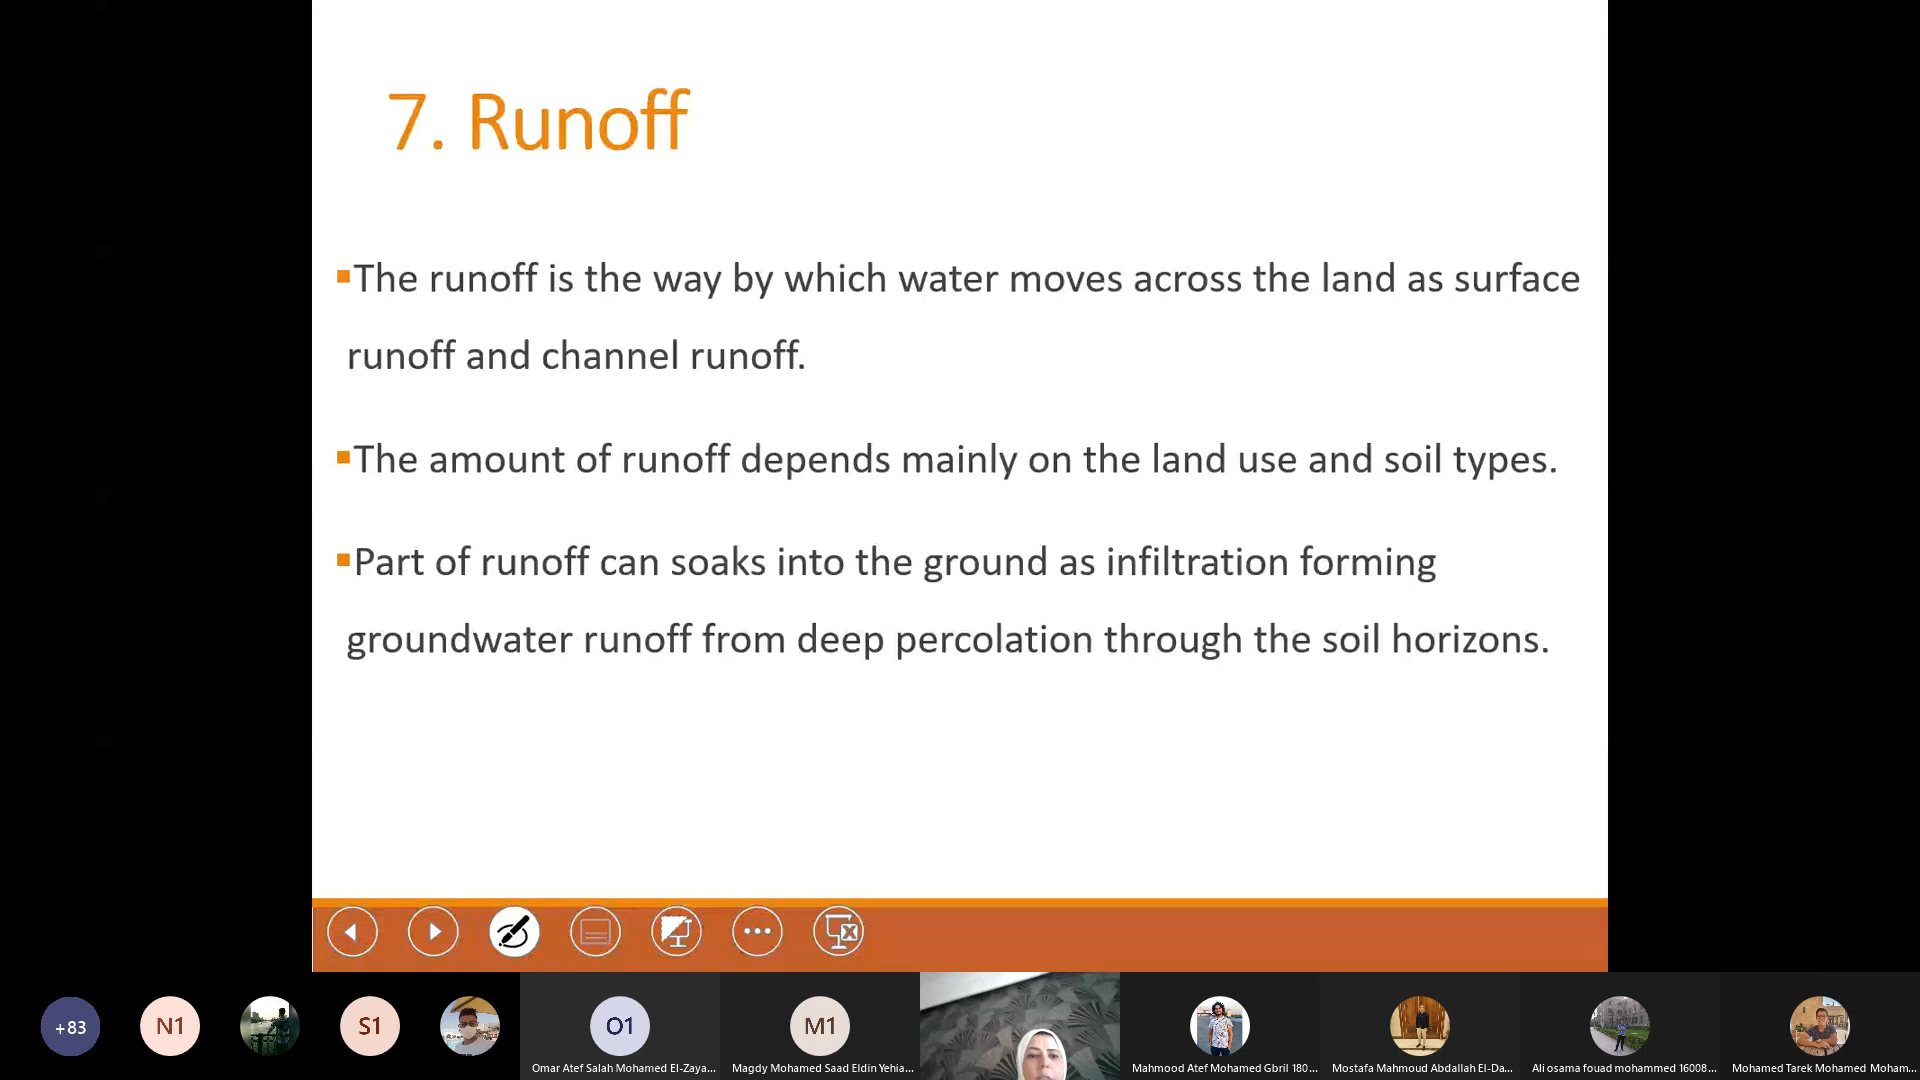 7. Runoff
▪The runoff is the way by which water moves across the land as surface
runoff and channel runoff.
▪The amount of runoff depends mainly on the land use and soil types.
▪Part of runoff can soaks into the ground as infiltration forming
groundwater runoff from deep percolation through the soil horizons.
+83
N1
S1
O1
M1
Omar Atef Salah Mohamed El-Zaya...
Magdy Mohamed Saad Eldin Yehia...
Mahmood Atef Mohamed Gbril 180...
Mostafa Mahmoud Abdallah El-Da...
Ali osama fouad mohammed 16008...
Mohamed Tarek Mohamed Moham...